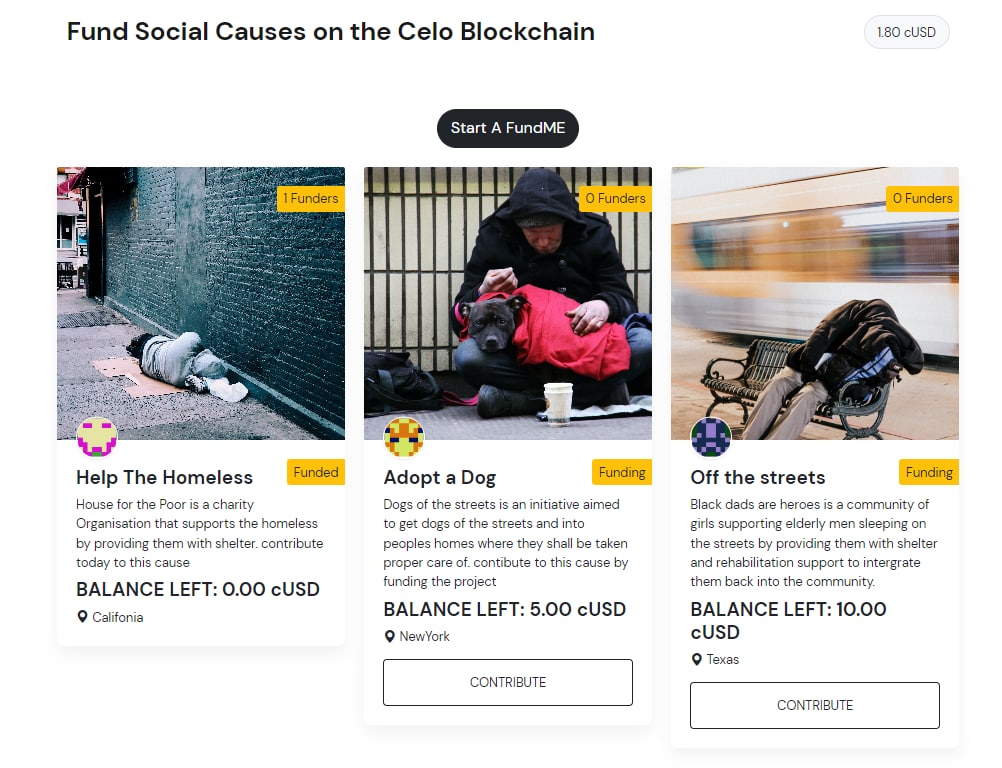 Fund Social Causes on the Celo Blockchain
1.80 cUSD
Start A FundME
1 Funders
Funded
Help The Homeless
House for the Poor is a charity
Organisation that supports the homeless
by providing them with shelter. contribute
today to this cause
BALANCE LEFT: 0.00 cUSD
Califonia
0 Funders
Funding
Adopt a Dog
Dogs of the streets is an initiative aimed
to get dogs of the streets and into
peoples homes where they shall be taken
proper care of. contibute to this cause by
funding the project
BALANCE LEFT: 5.00 cUSD
NewYork
CONTRIBUTE
0 Funders
Funding
Off the streets
Black dads are heroes is a community of
girls supporting elderly men sleeping on
the streets by providing them with shelter
and rehabilitation support to intergrate
them back into the community.
BALANCE LEFT: 10.00
cUSD
Texas
CONTRIBUTE